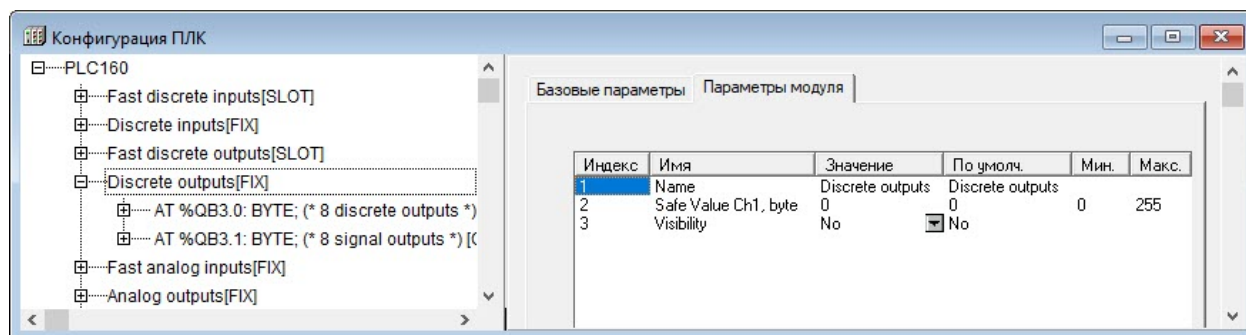 Конфигурация ПЛК
PLC160
Fast discrete inputs[SLOT]
Discrete inputs[FIX]
Fast discrete outputs[SLOT]
Discrete outputs[FIX]
AT %QB3.0: BYTE; (* 8 discrete outputs *)
AT %QB3.1: BYTE; (* 8 signal outputs *) [
Fast analog inputs[FIX]
Analog outputs[FIX]
Базовые параметры Параметры модуля
Индекс Имя Значение По умолч. Мин. Макс.
1 Name Discrete outputs Discrete outputs
2 Safe Value Ch1, byte 0 0 0 255
3 Visibility No No